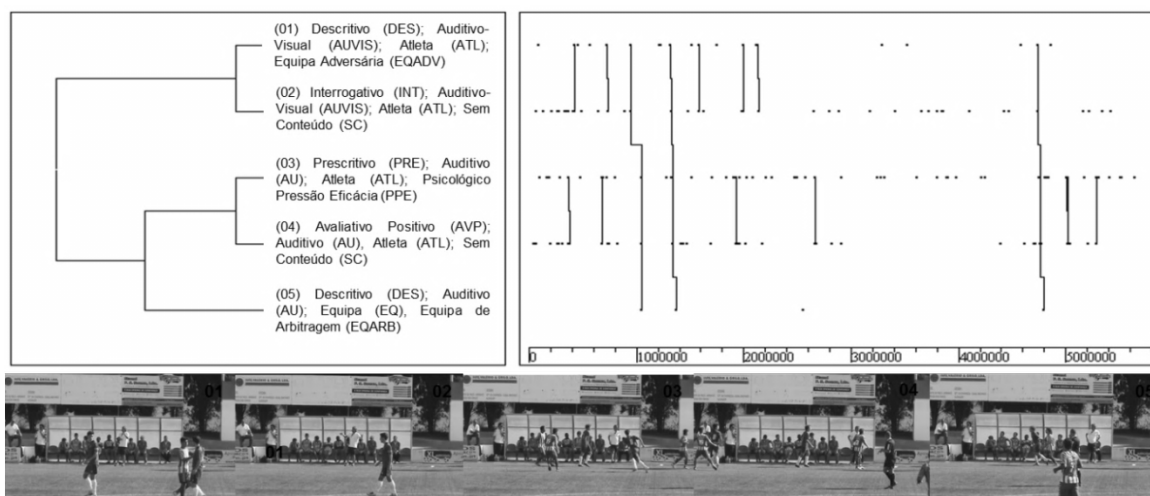 (01) Descritivo (DES); Auditivo-
Visual (AUVIS); Atleta (ATL);
Equipa Adversária (EQADV)
(02) Interrogativo (INT); Auditivo-
Visual (AUVIS); Atleta (ATL); Sem
Conteúdo (SC)
(03) Prescritivo (PRE); Auditivo
(AU); Atleta (ATL); Psicológico
Pressão Eficácia (PPE)
(04) Avaliativo Positivo (AVP);
Auditivo (AU), Atleta (ATL); Sem
Conteúdo (SC)
(05) Descritivo (DES); Auditivo
(AU); Equipa (EQ), Equipa de
Arbitragem (EQARB)
0 1000000 2000000 3000000 4000000 5000000
01 02 03 04 05
01